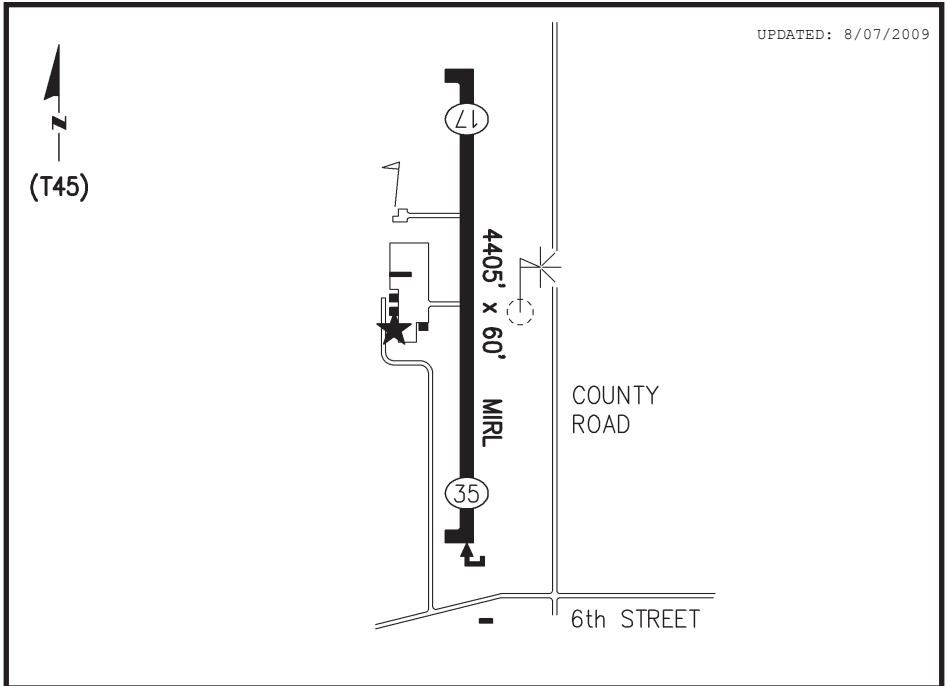 UPDATED: 8/07/2009
N
(T45)
17
4405' x 60' MIRL
COUNTY
ROAD
35
6th STREET